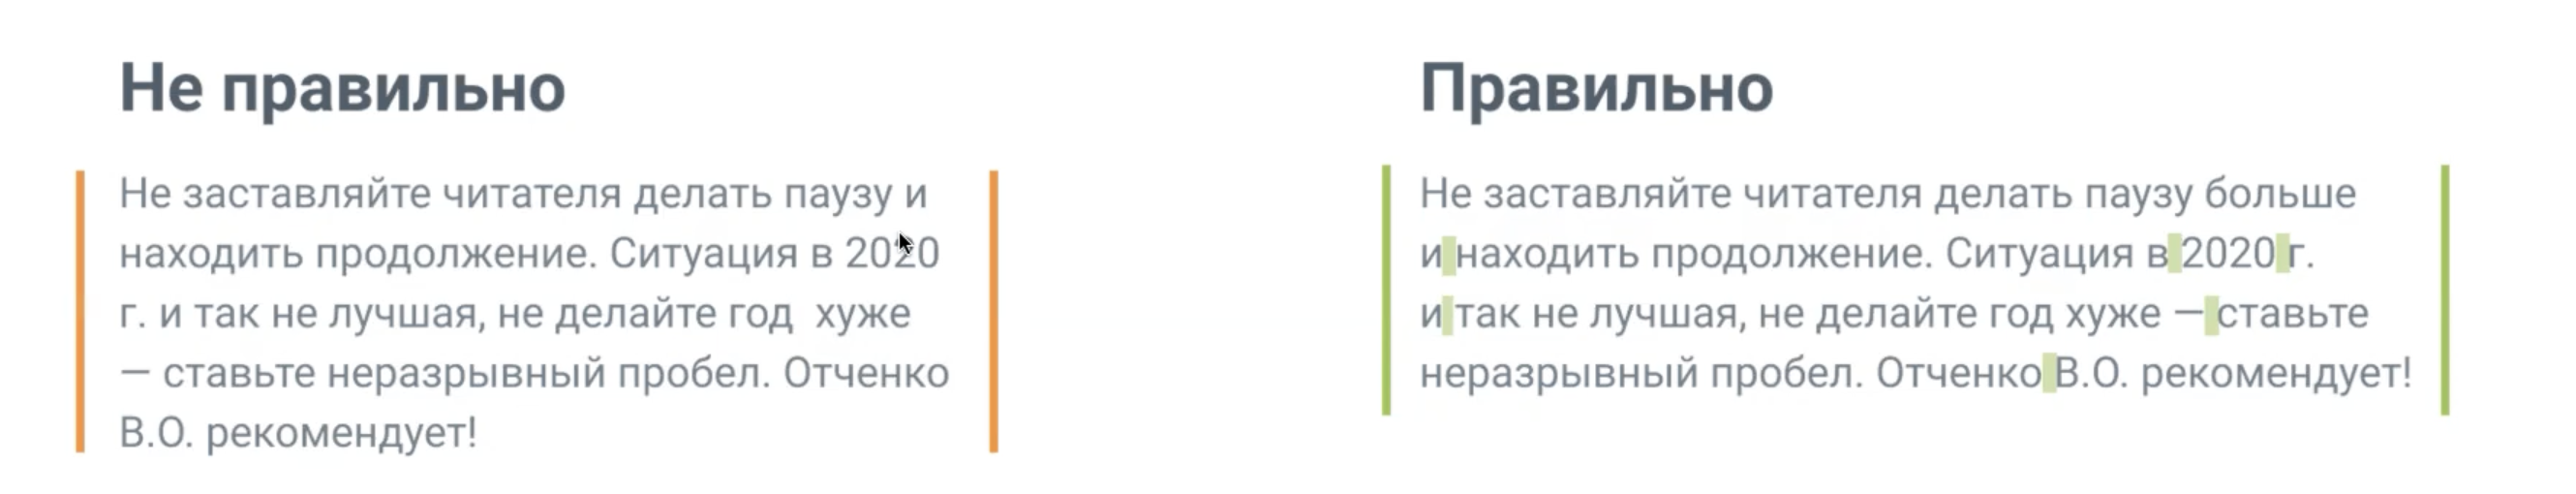 Не правильно
Не заставляйте читателя делать паузу и
находить продолжение. Ситуация в 2020
г. и так не лучшая, не делайте год  хуже
— ставьте неразрывный пробел. Отченко
В.О. рекомендует!
Правильно
Не заставляйте читателя делать паузу больше
и находить продолжение. Ситуация в 2020 г.
и так не лучшая, не делайте год хуже — ставьте
неразрывный пробел. Отченко В.О. рекомендует!